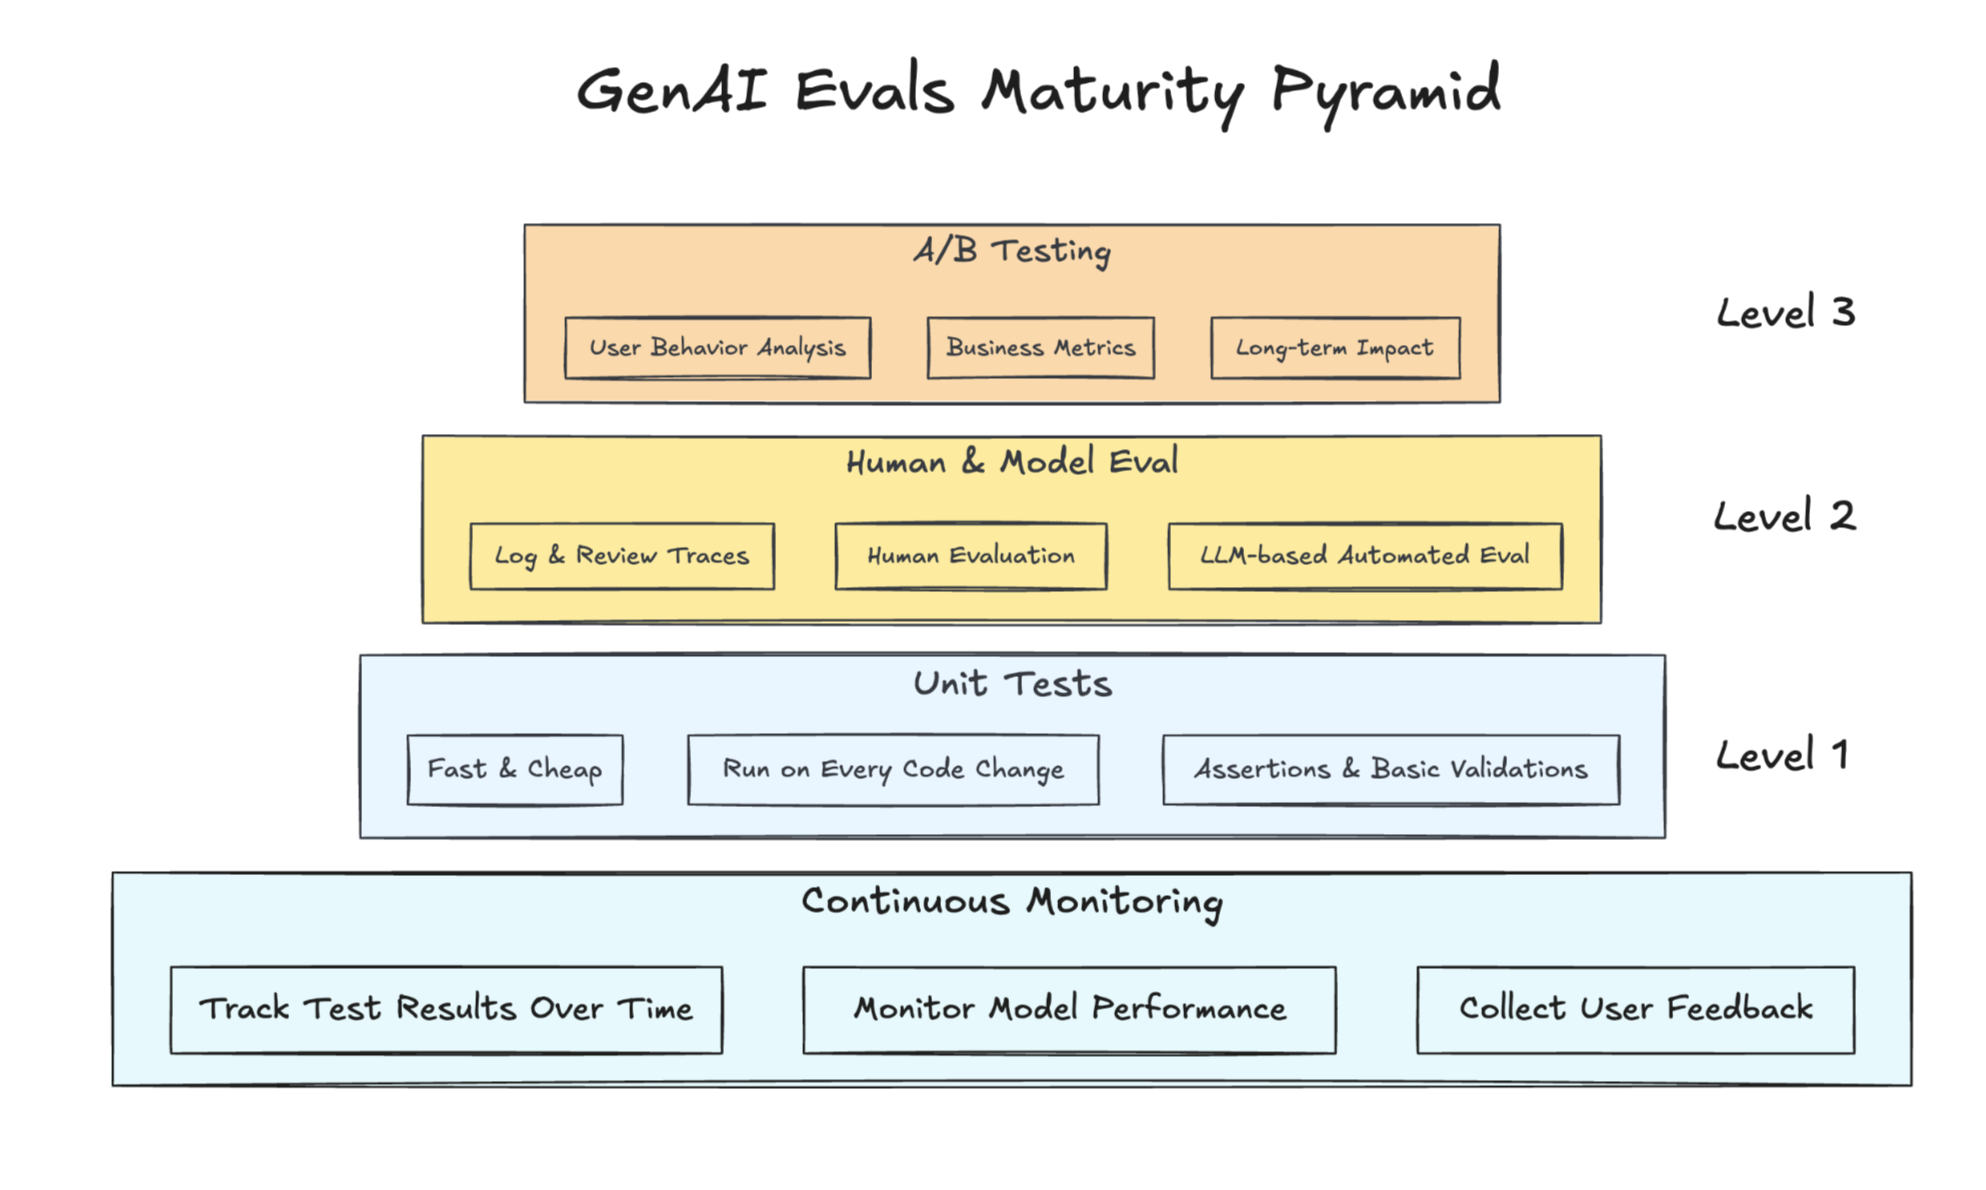 GenAI Evals Maturity Pyramid
A/B Testing
User Behavior Analysis
Business Metrics
Long-term Impact
Level 3
Human & Model Eval
Log & Review Traces
Human Evaluation
LLM-based Automated Eval
Level 2
Unit Tests
Fast & Cheap
Run on Every Code Change
Assertions & Basic Validations
Level 1
Continuous Monitoring
Track Test Results Over Time
Monitor Model Performance
Collect User Feedback